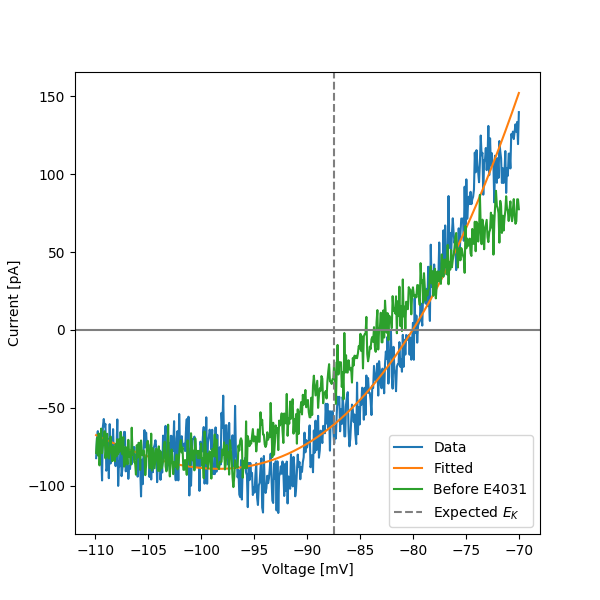 150
100
50
0
−50
−100
Current [pA]
Data
Fitted
Before E4031
Expected E_K
−110 −105 −100 −95 −90 −85 −80 −75 −70
Voltage [mV]